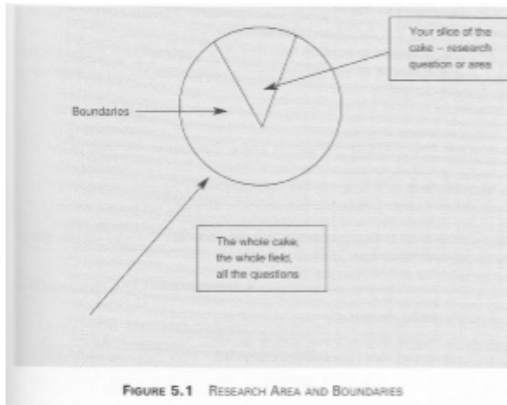 Your slice of the
cake – research
question or area
Boundaries
The whole cake,
the whole field,
all the questions
FIGURE 5.1 RESEARCH AREA AND BOUNDARIES